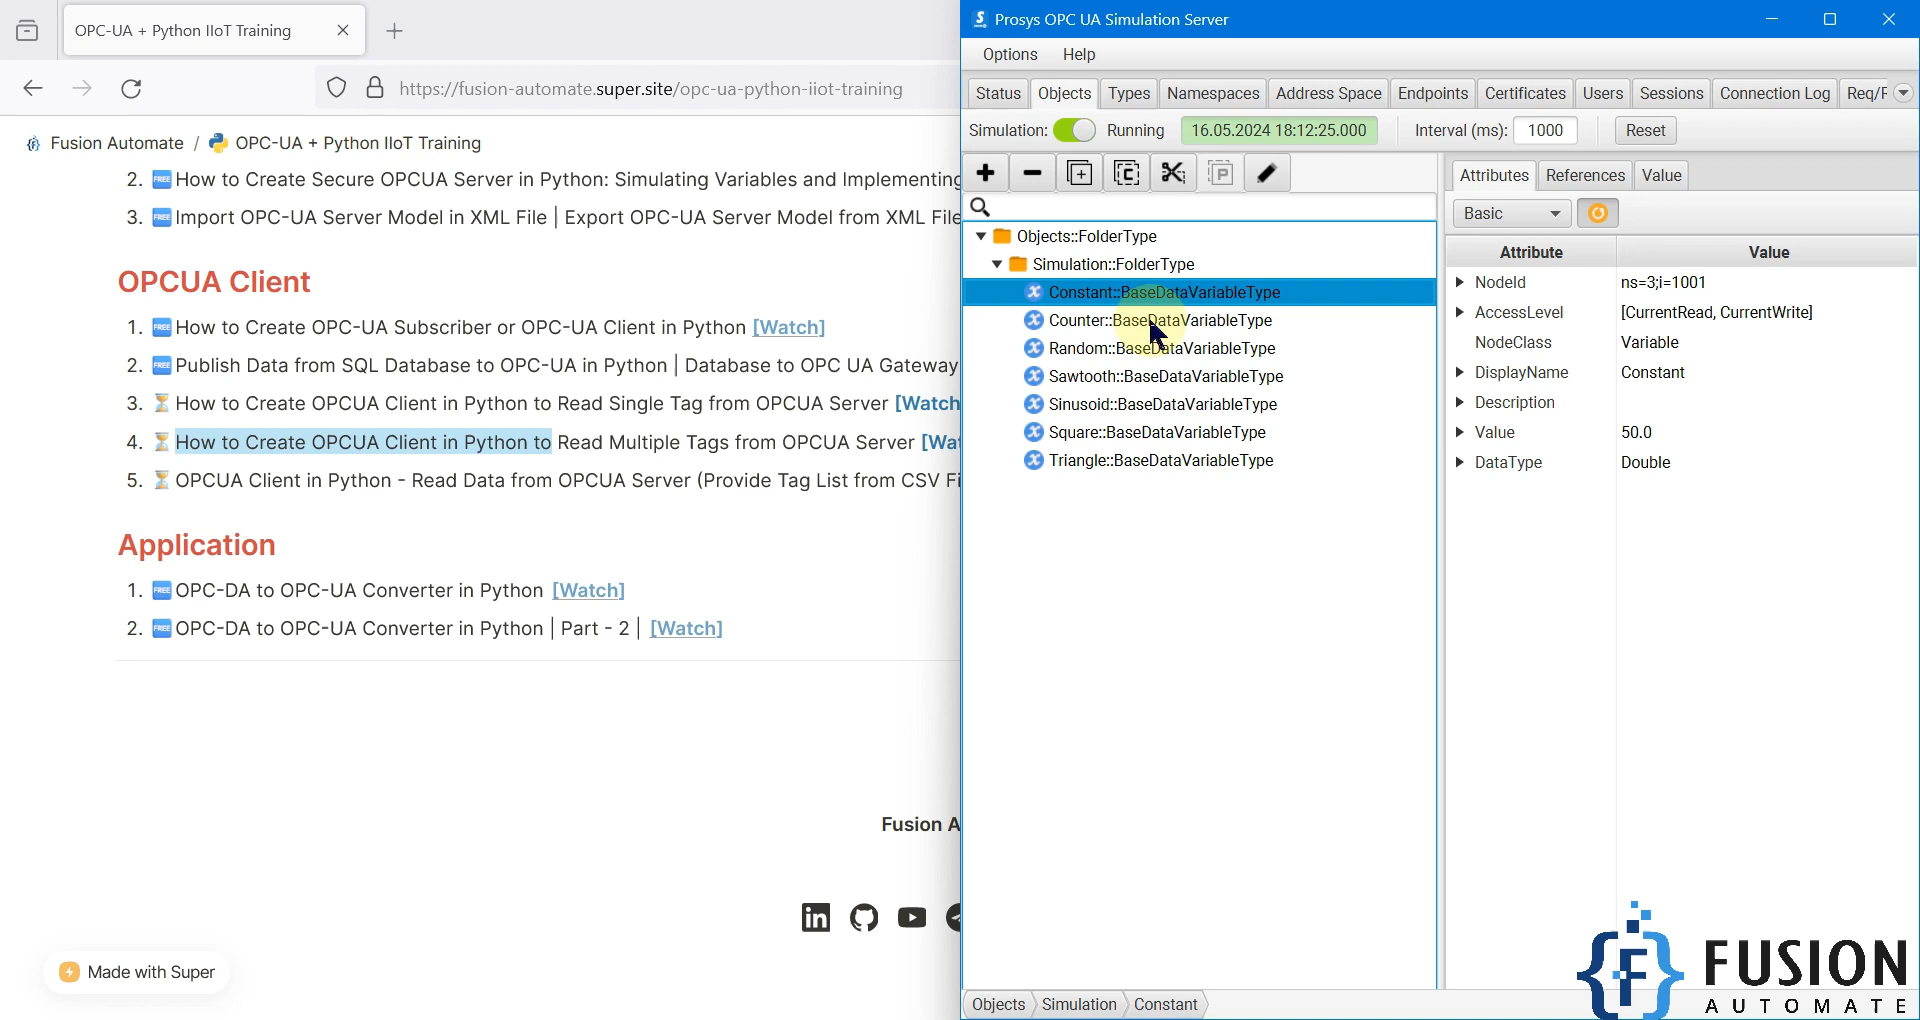 OPC-UA + Python IIoT Training
https://fusion-automate.super.site/opc-ua-python-iiot-training
Fusion Automate / OPC-UA + Python IIoT Training
2. FREE How to Create Secure OPCUA Server in Python: Simulating Variables and Implementing
3. FREE Import OPC-UA Server Model in XML File | Export OPC-UA Server Model from XML File
OPCUA Client
1. FREE How to Create OPC-UA Subscriber or OPC-UA Client in Python [Watch]
2. FREE Publish Data from SQL Database to OPC-UA in Python | Database to OPC UA Gateway
3. How to Create OPCUA Client in Python to Read Single Tag from OPCUA Server [Watch
4. How to Create OPCUA Client in Python to Read Multiple Tags from OPCUA Server [Wat
5. OPCUA Client in Python - Read Data from OPCUA Server (Provide Tag List from CSV Fi
Application
1. FREE OPC-DA to OPC-UA Converter in Python [Watch]
2. FREE OPC-DA to OPC-UA Converter in Python | Part - 2 | [Watch]
Fusion A
Made with Super
Prosys OPC UA Simulation Server
Options Help
Status Objects Types Namespaces Address Space Endpoints Certificates Users Sessions Connection Log Req/R
Simulation: Running 16.05.2024 18:12:25.000 Interval (ms): 1000 Reset
Objects::FolderType
Simulation::FolderType
Constant::BaseDataVariableType
Counter::BaseDataVariableType
Random::BaseDataVariableType
Sawtooth::BaseDataVariableType
Sinusoid::BaseDataVariableType
Square::BaseDataVariableType
Triangle::BaseDataVariableType
Objects Simulation Constant
Attributes References Value
Basic
Attribute Value
NodeId ns=3;i=1001
AccessLevel [CurrentRead, CurrentWrite]
NodeClass Variable
DisplayName Constant
Description
Value 50.0
DataType Double
FUSION
AUTOMATE